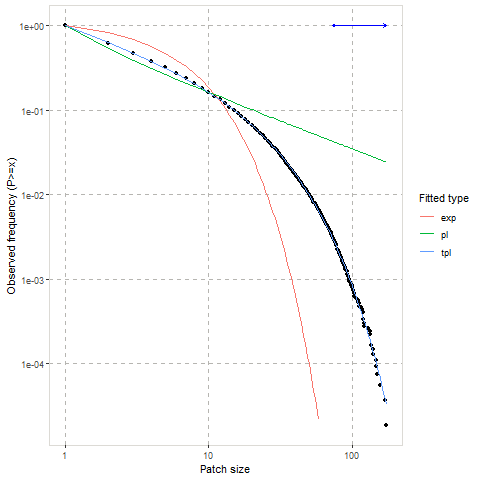 1e+00
1e-01
1e-02
1e-03
1e-04
Observed frequency (P>=x)
1
10
100
Patch size
Fitted type
exp
pl
tpl